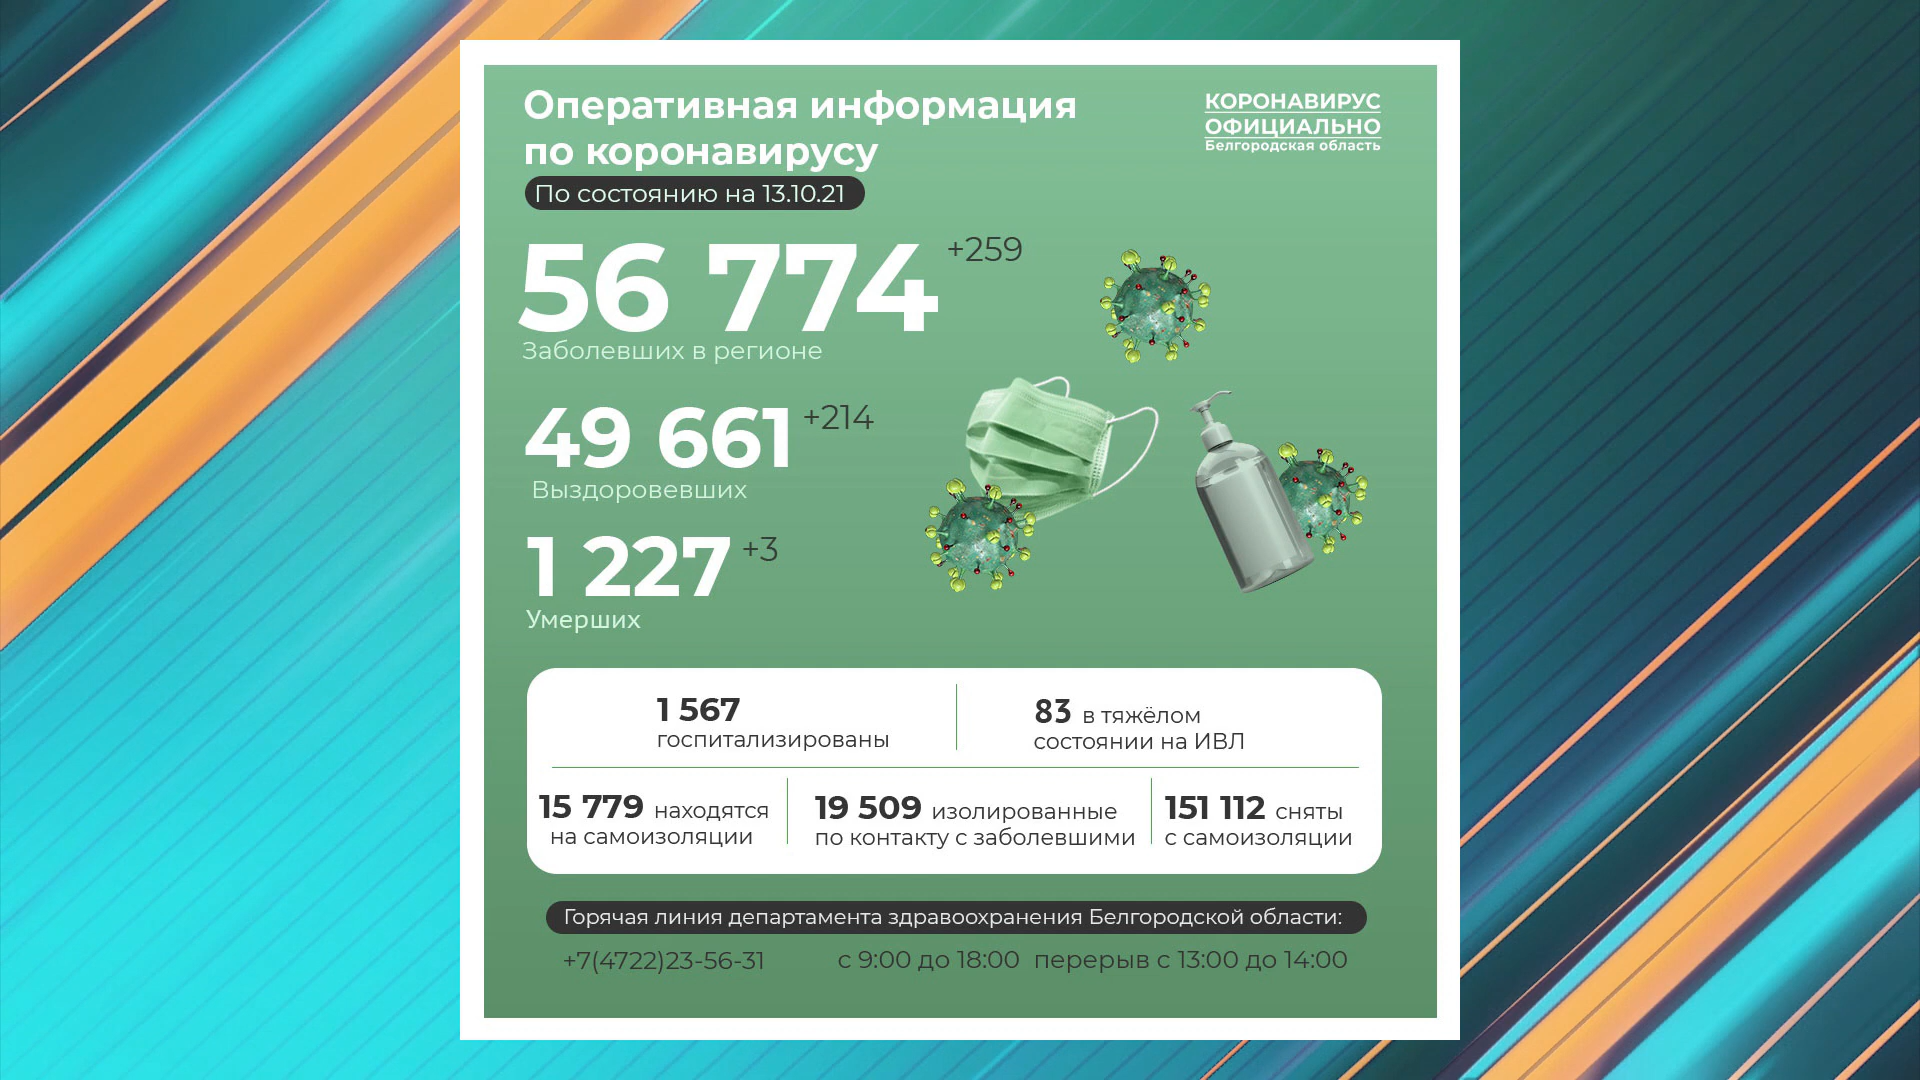 Оперативная информация
по коронавирусу
По состоянию на 13.10.21
КОРОНАВИРУС
ОФИЦИАЛЬНО
Белгородская область
56 774 +259
Заболевших в регионе
49 661 +214
Выздоровевших
1 227 +3
Умерших
1 567
госпитализированы
83 в тяжёлом
состоянии на ИВЛ
15 779 находятся
на самоизоляции
19 509 изолированные
по контакту с заболевшими
151 112 сняты
с самоизоляции
Горячая линия департамента здравоохранения Белгородской области:
+7(4722)23-56-31 с 9:00 до 18:00 перерыв с 13:00 до 14:00